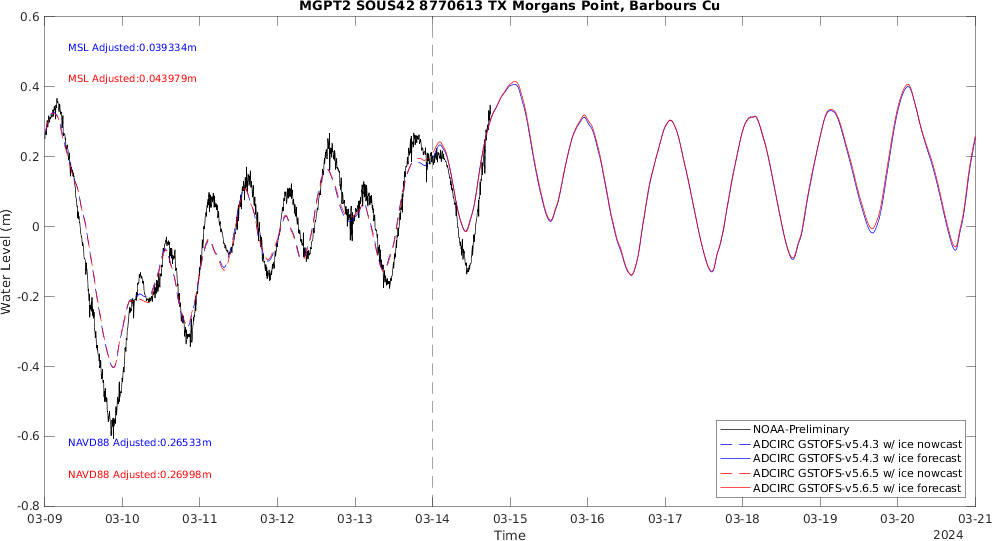 MGPT2 SOUS42 8770613 TX Morgans Point, Barbours Cu
MSL Adjusted:0.039334m
MSL Adjusted:0.043979m
NAVD88 Adjusted:0.26533m
NAVD88 Adjusted:0.26998m
Water Level (m)
0.6
0.4
0.2
0
-0.2
-0.4
-0.6
-0.8
NOAA-Preliminary
ADCIRC GSTOFS-v5.4.3 w/ ice nowcast
ADCIRC GSTOFS-v5.4.3 w/ ice forecast
ADCIRC GSTOFS-v5.6.5 w/ ice nowcast
ADCIRC GSTOFS-v5.6.5 w/ ice forecast
03-09 03-10 03-11 03-12 03-13 03-14 03-15 03-16 03-17 03-18 03-19 03-20 03-21
Time
2024